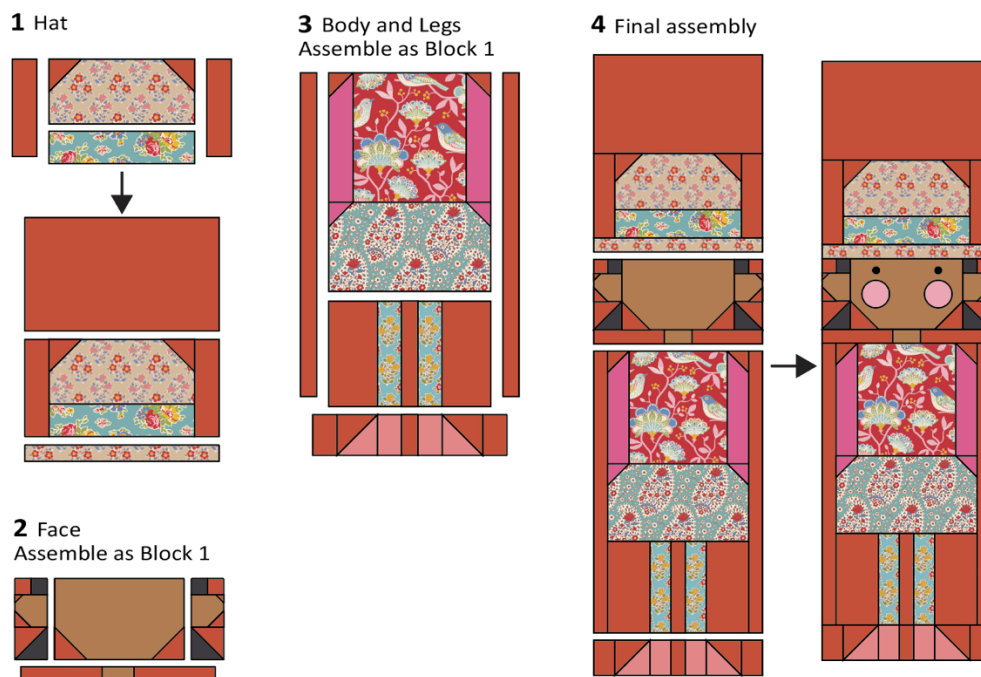 1 Hat
2 Face
Assemble as Block 1
3 Body and Legs
Assemble as Block 1
4 Final assembly